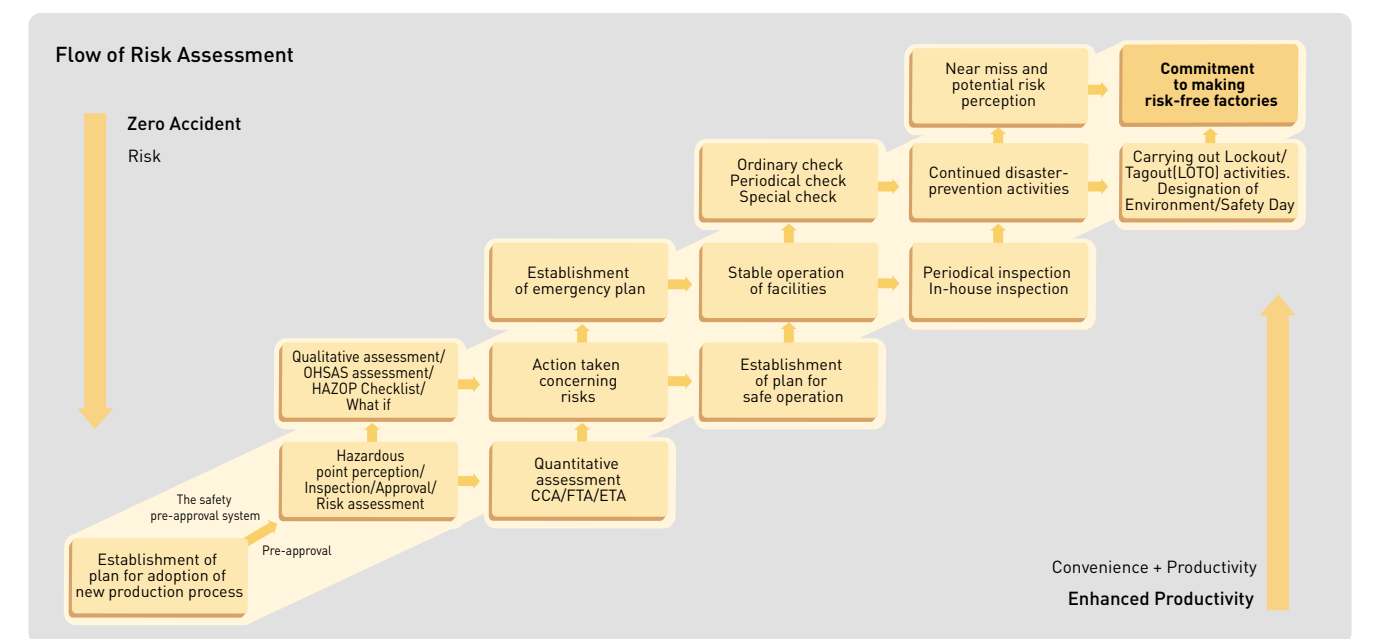 Flow of Risk Assessment
Zero Accident
Risk
Near miss and
potential risk
perception
Commitment
to making
risk-free factories
Ordinary check
Periodical check
Special check
Continued disaster-
prevention activities
Carrying out Lockout/
Tagout(LOTO) activities.
Designation of
Environment/Safety Day
Establishment
of emergency plan
Stable operation
of facilities
Periodical inspection
In-house inspection
Qualitative assessment/
OHSAS assessment/
HAZOP Checklist/
What if
Action taken
concerning
risks
Establishment
of plan for
safe operation
Hazardous
point perception/
Inspection/Approval/
Risk assessment
Quantitative
assessment
CCA/FTA/ETA
The safety
pre-approval system
Pre-approval
Establishment of
plan for adoption of
new production process
Convenience + Productivity
Enhanced Productivity